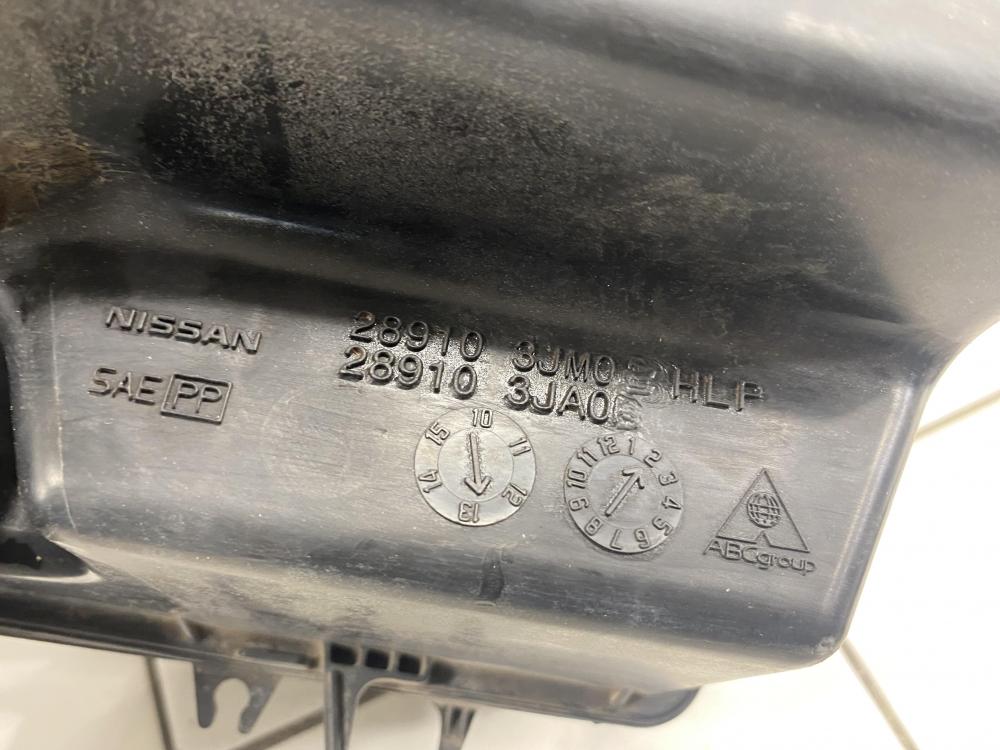 NISSAN
28910 3JM0 HLP
SAE PP
28910 3JA0
10 11 12 13 14 15
1 2 3 4 5 6 7 8 9 10 11 12
ABCgroup